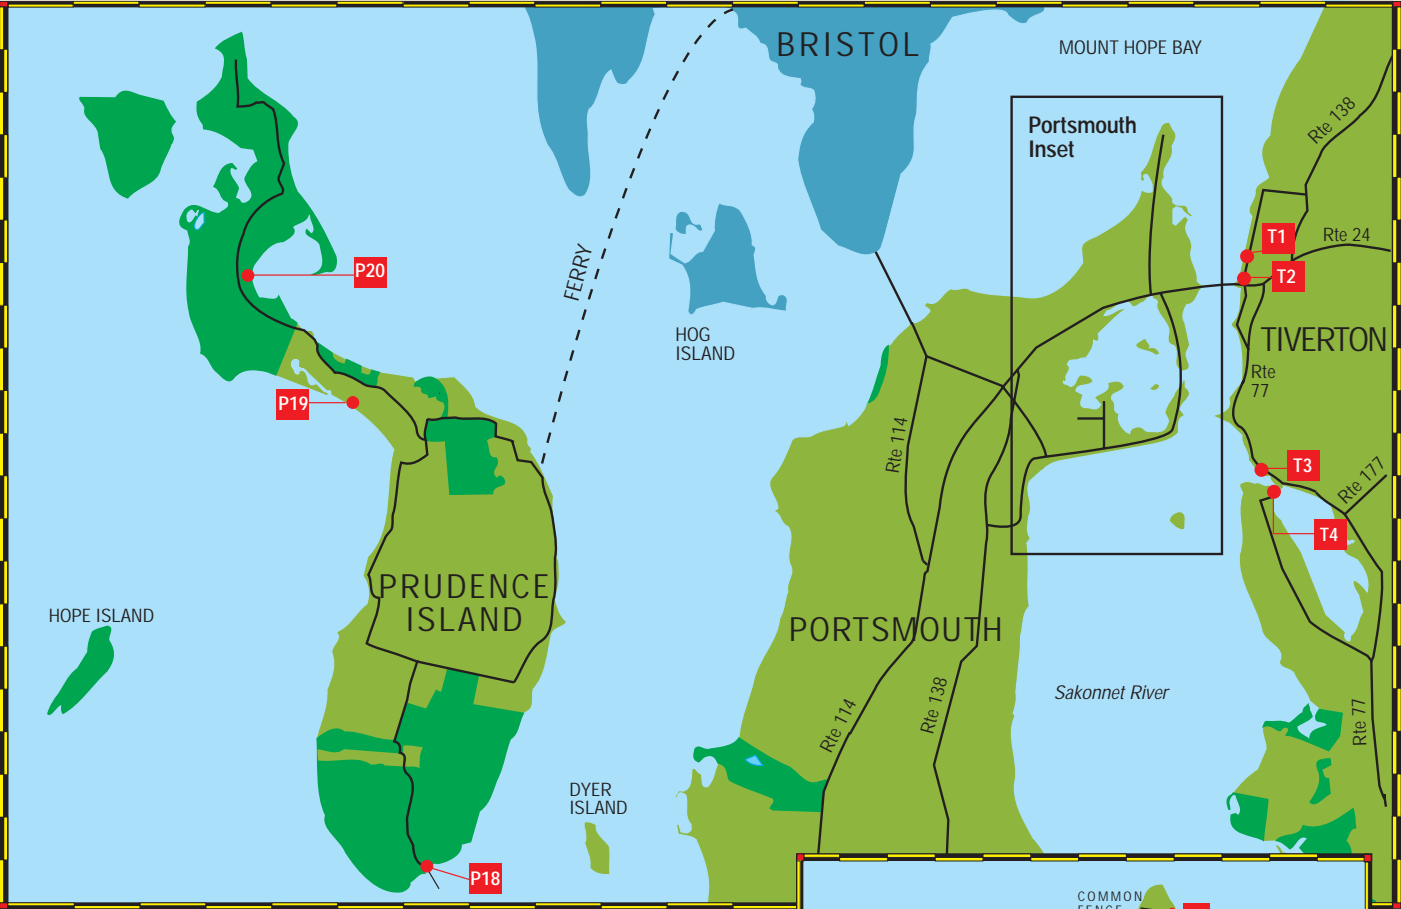 BRISTOL
MOUNT HOPE BAY
Portsmouth
Inset
Rte 138
T1
Rte 24
T2
P20
FERRY
HOG
ISLAND
TIVERTON
Rte
77
P19
Rte 114
T3
Rte 177
T4
PRUDENCE
ISLAND
HOPE ISLAND
PORTSMOUTH
Sakonnet River
Rte 114
Rte 138
Rte 77
DYER
ISLAND
P18
COMMON
FENCE